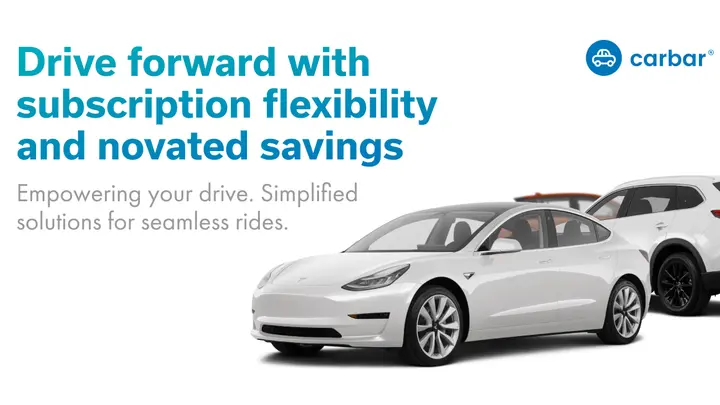 Drive forward with
subscription flexibility
and novated savings
Empowering your drive. Simplified
solutions for seamless rides.
carbar®